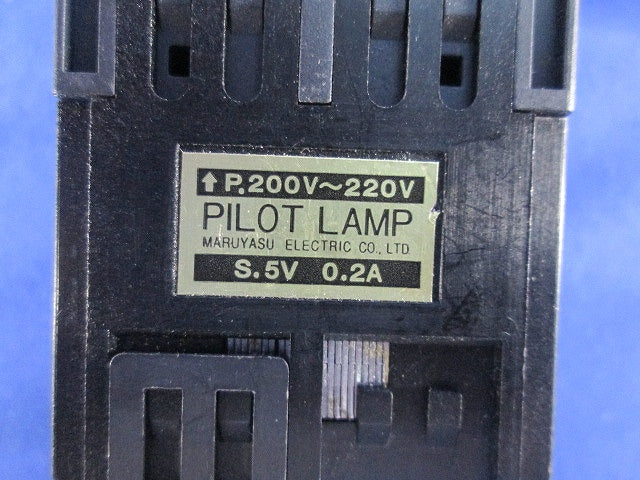 ↑P.200V~220V
PILOT LAMP
MARUYASU ELECTRIC CO., LTD
S.5V 0.2A